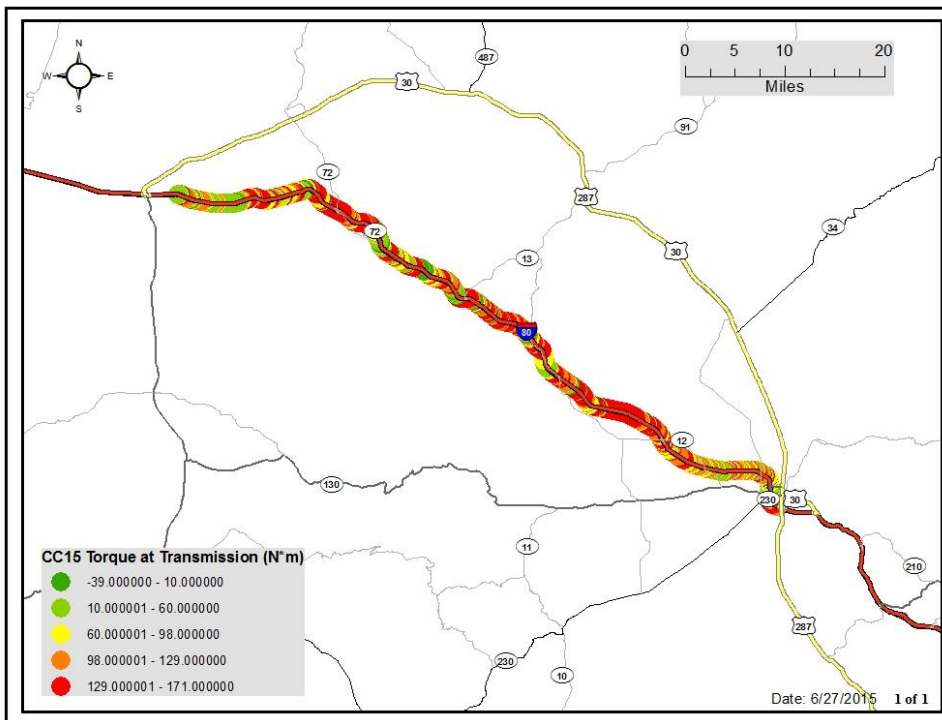 N
W E
S
487
30
0 5 10 20
Miles
91
72
287
72
34
30
13
80
12
130
230 30
11
210
CC15 Torque at Transmission (N*m)
-39.000000 - 10.000000
10.000001 - 60.000000
60.000001 - 98.000000
98.000001 - 129.000000
129.000001 - 171.000000
287
230
10
Date: 6/27/2015 1 of 1